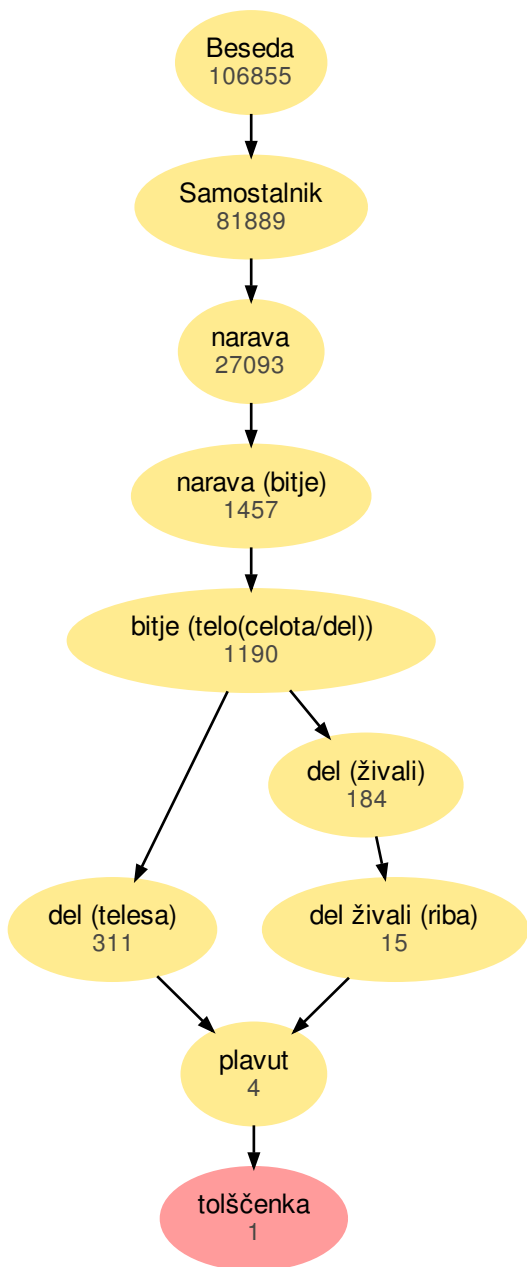 Beseda
106855
Samostalnik
81889
narava
27093
narava (bitje)
1457
bitje (telo(celota/del))
1190
del (živali)
184
del (telesa)
311
del živali (riba)
15
plavut
4
tolščenka
1